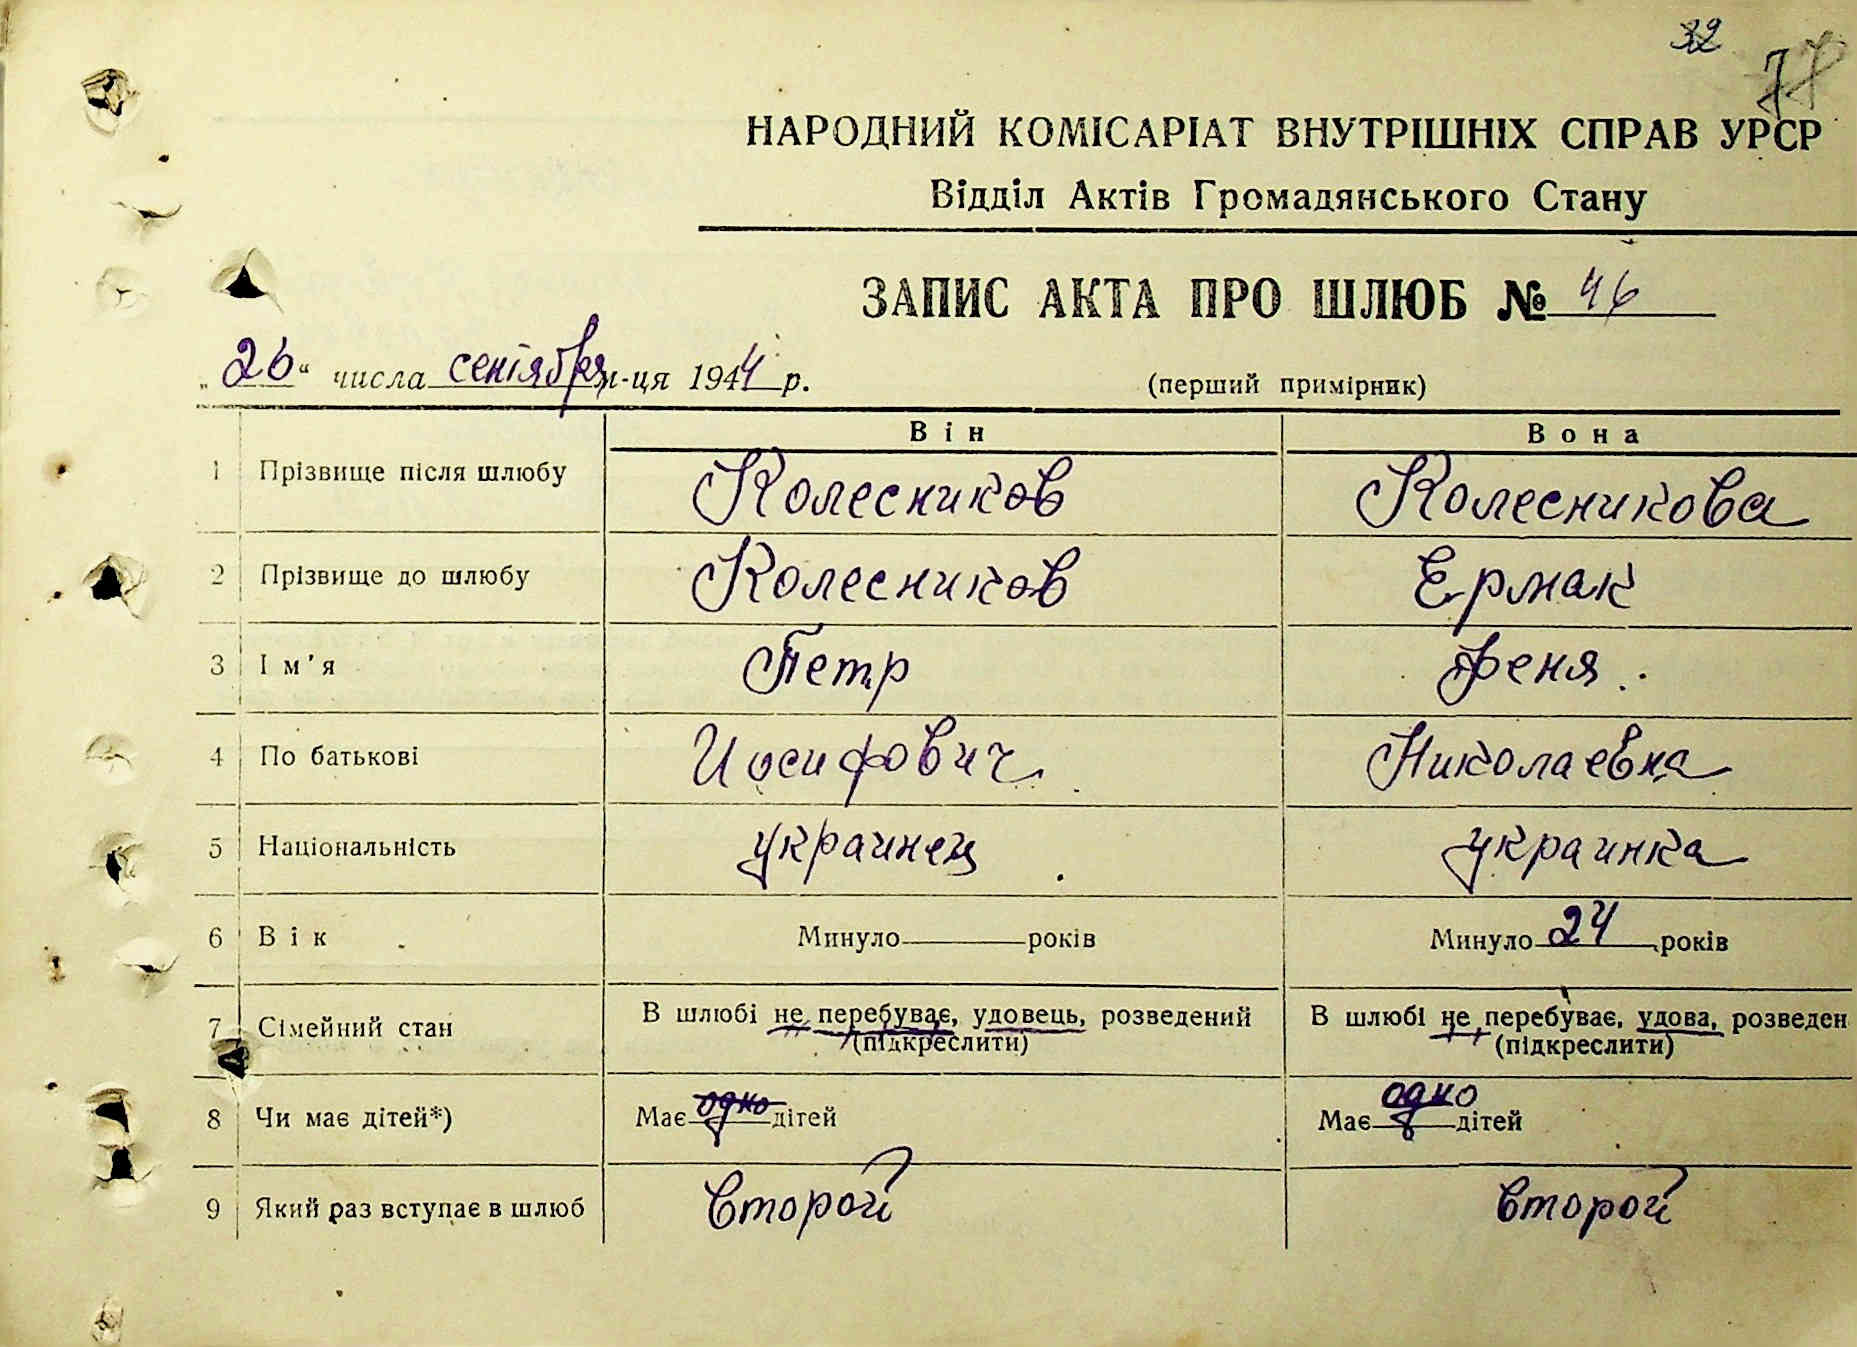 32
77
НАРОДНИЙ КОМІСАРІАТ ВНУТРІШНІХ СПРАВ УРСР
Відділ Актів Громадянського Стану
ЗАПИС АКТА ПРО ШЛЮБ № 46
„26“ числа сентября м-ця 1944 р. (перший примірник)
Він Вона
1 Прізвище після шлюбу Колесников Колесникова
2 Прізвище до шлюбу Колесников Ермак
3 Ім'я Петр Феня
4 По батькові Иосифович Николаевна
5 Національність украинец украинка
6 Вік Минуло років Минуло 24 років
7 Сімейний стан В шлюбі не перебуває, удовець, розведений В шлюбі не перебуває, удова, розведен
(підкреслити) (підкреслити)
8 Чи має дітей*) Має одно дітей Має одно дітей
9 Який раз вступає в шлюб Второй Второй